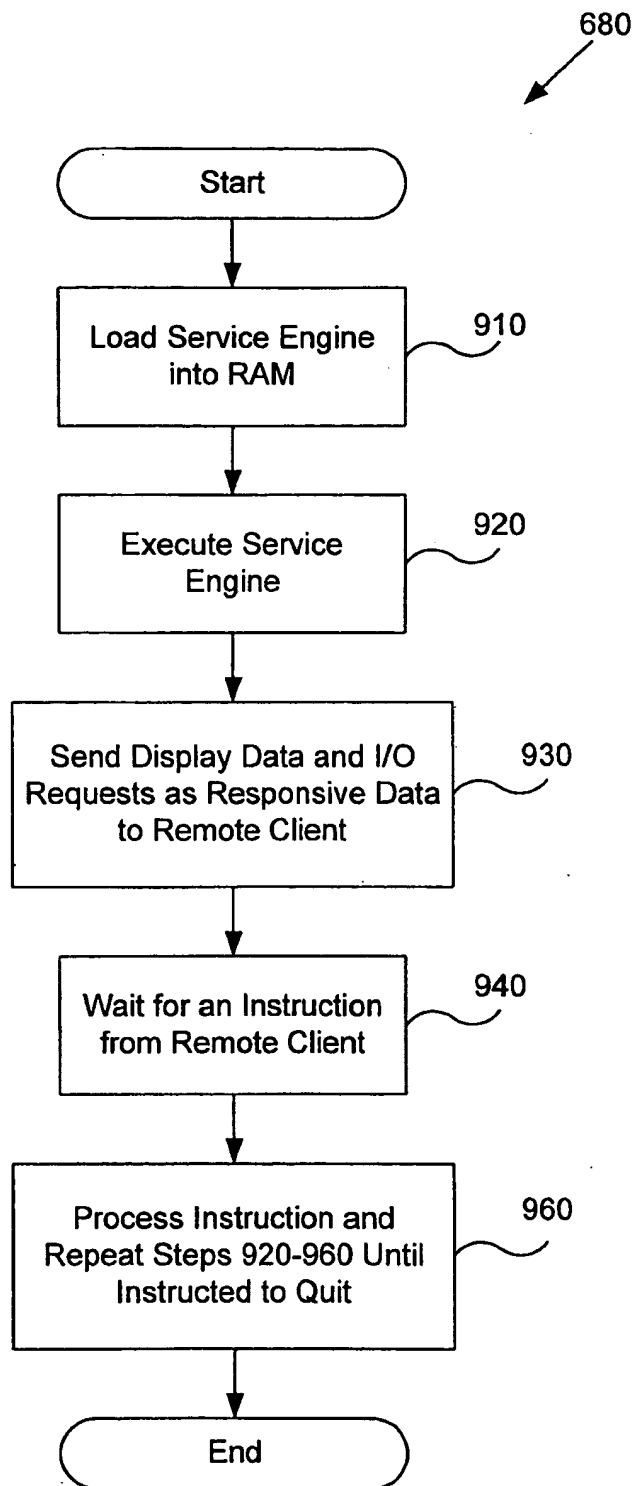 680
Start
Load Service Engine
into RAM
910
Execute Service
Engine
920
Send Display Data and I/O
Requests as Responsive Data
to Remote Client
930
Wait for an Instruction
from Remote Client
940
Process Instruction and
Repeat Steps 920-960 Until
Instructed to Quit
960
End